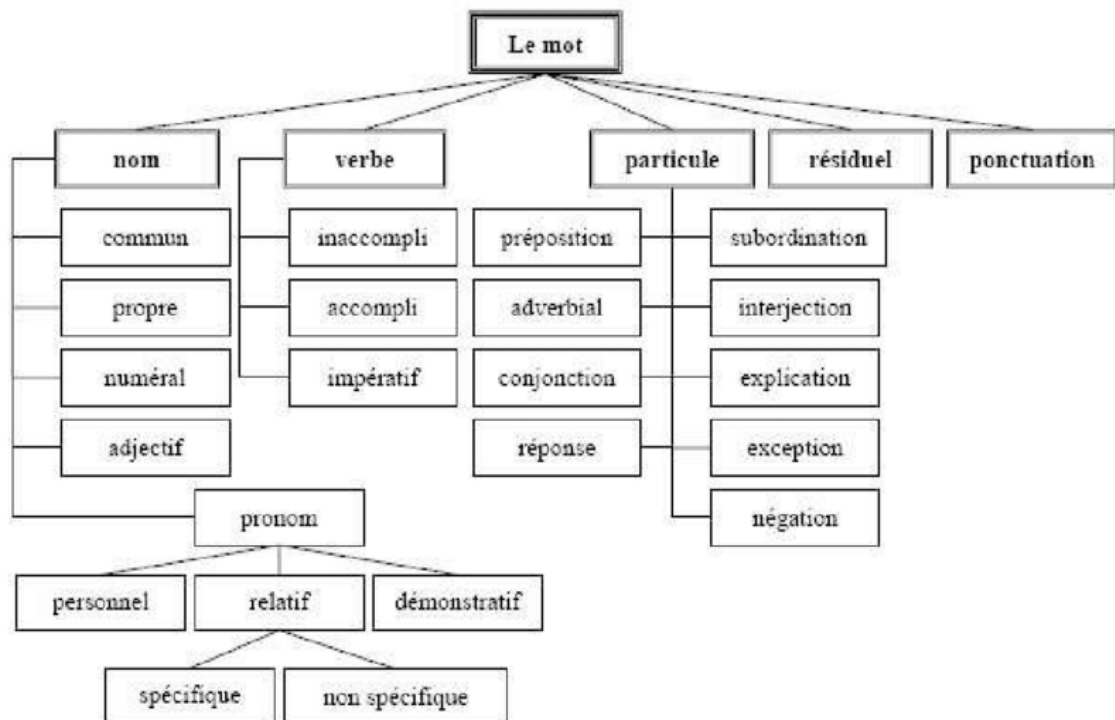 Le mot
nom
verbe
particule
résiduel
ponctuation
commun
inaccompli
préposition
subordination
propre
accompli
adverbial
interjection
numéral
impératif
conjonction
explication
adjectif
réponse
exception
pronom
négation
personnel
relatif
démonstratif
spécifique
non spécifique